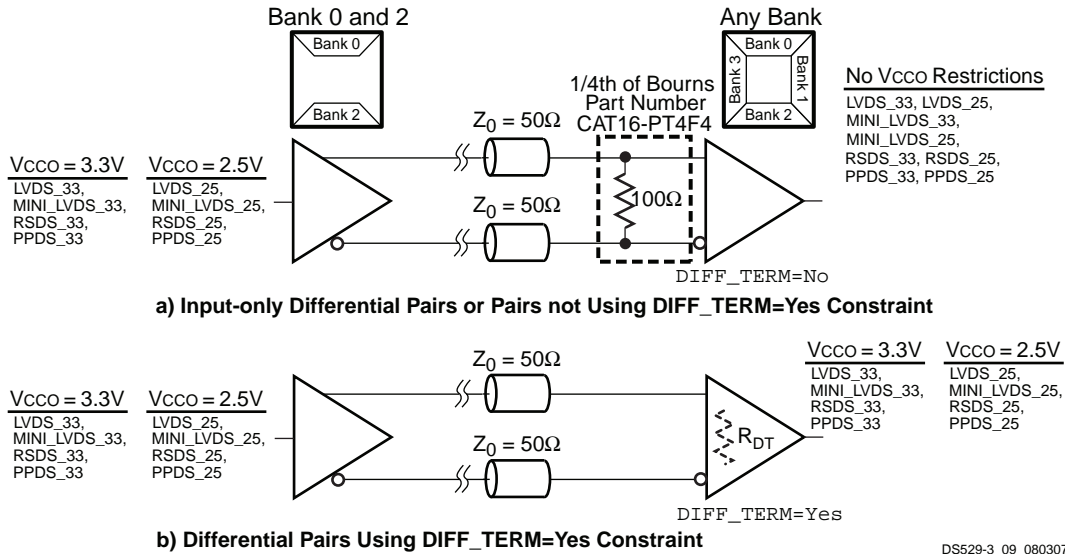 Bank 0 and 2
Bank 0
Bank 2
Any Bank
Bank 0
Bank 3
Bank 1
Bank 2
1/4th of Bourns
Part Number
CAT16-PT4F4
Z0 = 50Ω
Z0 = 50Ω
100Ω
No VCCO Restrictions
LVDS_33, LVDS_25,
MINI_LVDS_33,
MINI_LVDS_25,
RSDS_33, RSDS_25,
PPDS_33, PPDS_25
VCCO = 3.3V
LVDS_33,
MINI_LVDS_33,
RSDS_33,
PPDS_33
VCCO = 2.5V
LVDS_25,
MINI_LVDS_25,
RSDS_25,
PPDS_25
DIFF_TERM=No
a) Input-only Differential Pairs or Pairs not Using DIFF_TERM=Yes Constraint
VCCO = 3.3V
LVDS_33,
MINI_LVDS_33,
RSDS_33,
PPDS_33
VCCO = 2.5V
LVDS_25,
MINI_LVDS_25,
RSDS_25,
PPDS_25
Z0 = 50Ω
Z0 = 50Ω
RDT
VCCO = 3.3V
LVDS_33,
MINI_LVDS_33,
RSDS_33,
PPDS_33
VCCO = 2.5V
LVDS_25,
MINI_LVDS_25,
RSDS_25,
PPDS_25
DIFF_TERM=Yes
b) Differential Pairs Using DIFF_TERM=Yes Constraint
DS529-3_09_080307